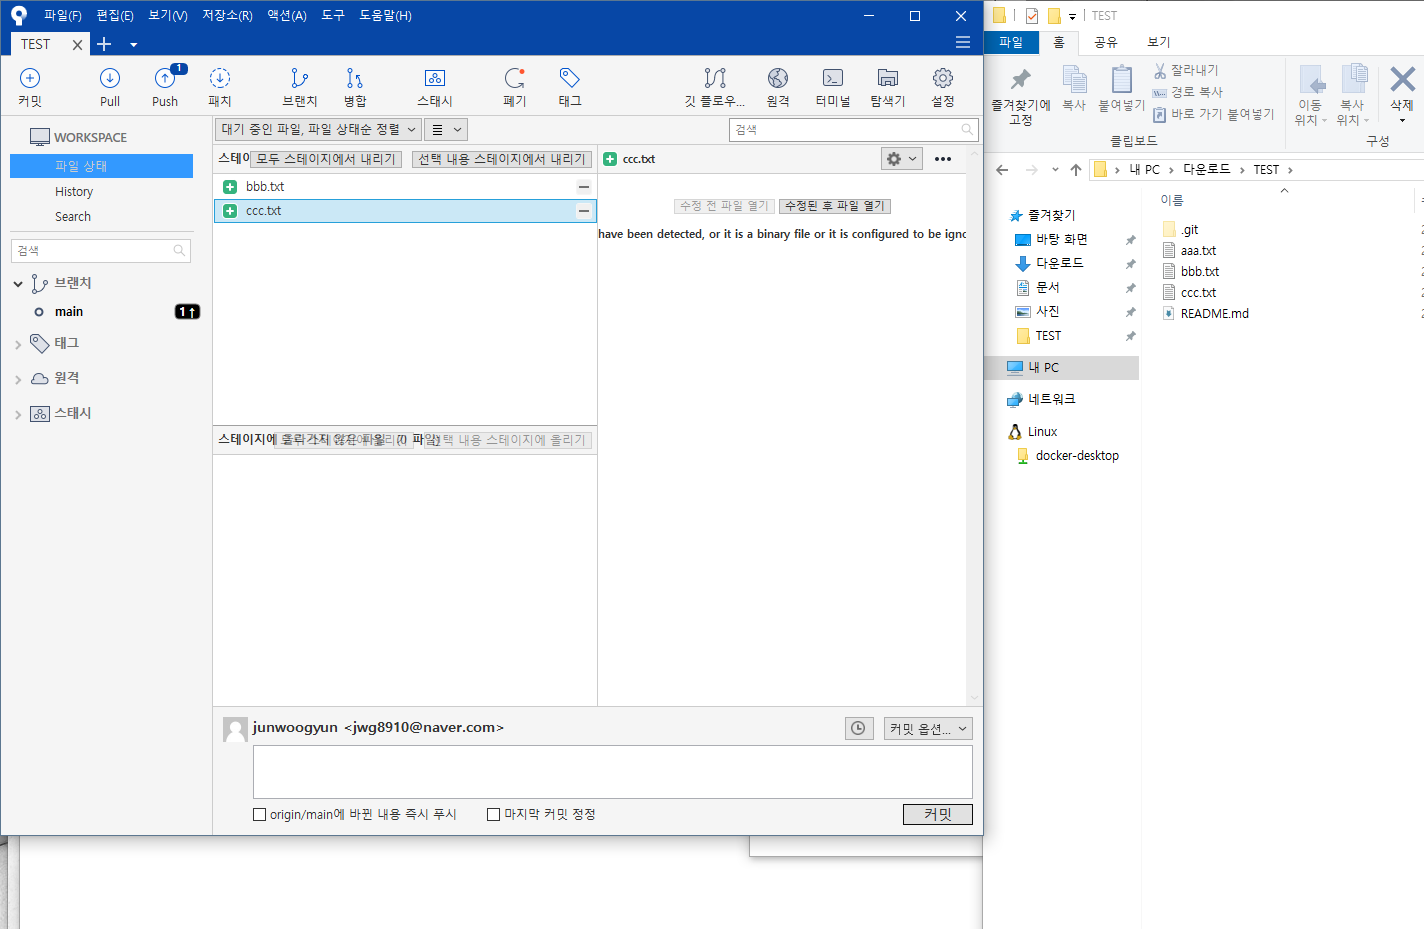 파일(F) 편집(E) 보기(V) 저장소(R) 액션(A) 도구 도움말(H)
TEST
커밋
Pull
1
Push
패치
브랜치
병합
스태시
폐기
태그
깃 플로우...
원격
터미널
탐색기
설정
WORKSPACE
파일 상태
History
Search
검색
브랜치
main
1↑
태그
원격
스태시
대기 중인 파일, 파일 상태순 정렬
검색
스테이
모두 스테이지에서 내리기
선택 내용 스테이지에서 내리기
bbb.txt
ccc.txt
ccc.txt
수정 전 파일 열기
수정된 후 파일 열기
have been detected, or it is a binary file or it is configured to be igno
스테이지에 올라가지 않은 파일
선택 내용 스테이지에 올리기
junwoogyun <jwg8910@naver.com>
커밋 옵션...
origin/main에 바뀐 내용 즉시 푸시
마지막 커밋 정정
커밋
TEST
파일 홈 공유 보기
즐겨찾기에 고정
복사
붙여넣기
잘라내기
경로 복사
바로 가기 붙여넣기
클립보드
이동 위치
복사 위치
삭제
구성
내 PC > 다운로드 > TEST >
즐겨찾기
바탕 화면
다운로드
문서
사진
TEST
내 PC
네트워크
Linux
docker-desktop
이름
.git
aaa.txt
bbb.txt
ccc.txt
README.md